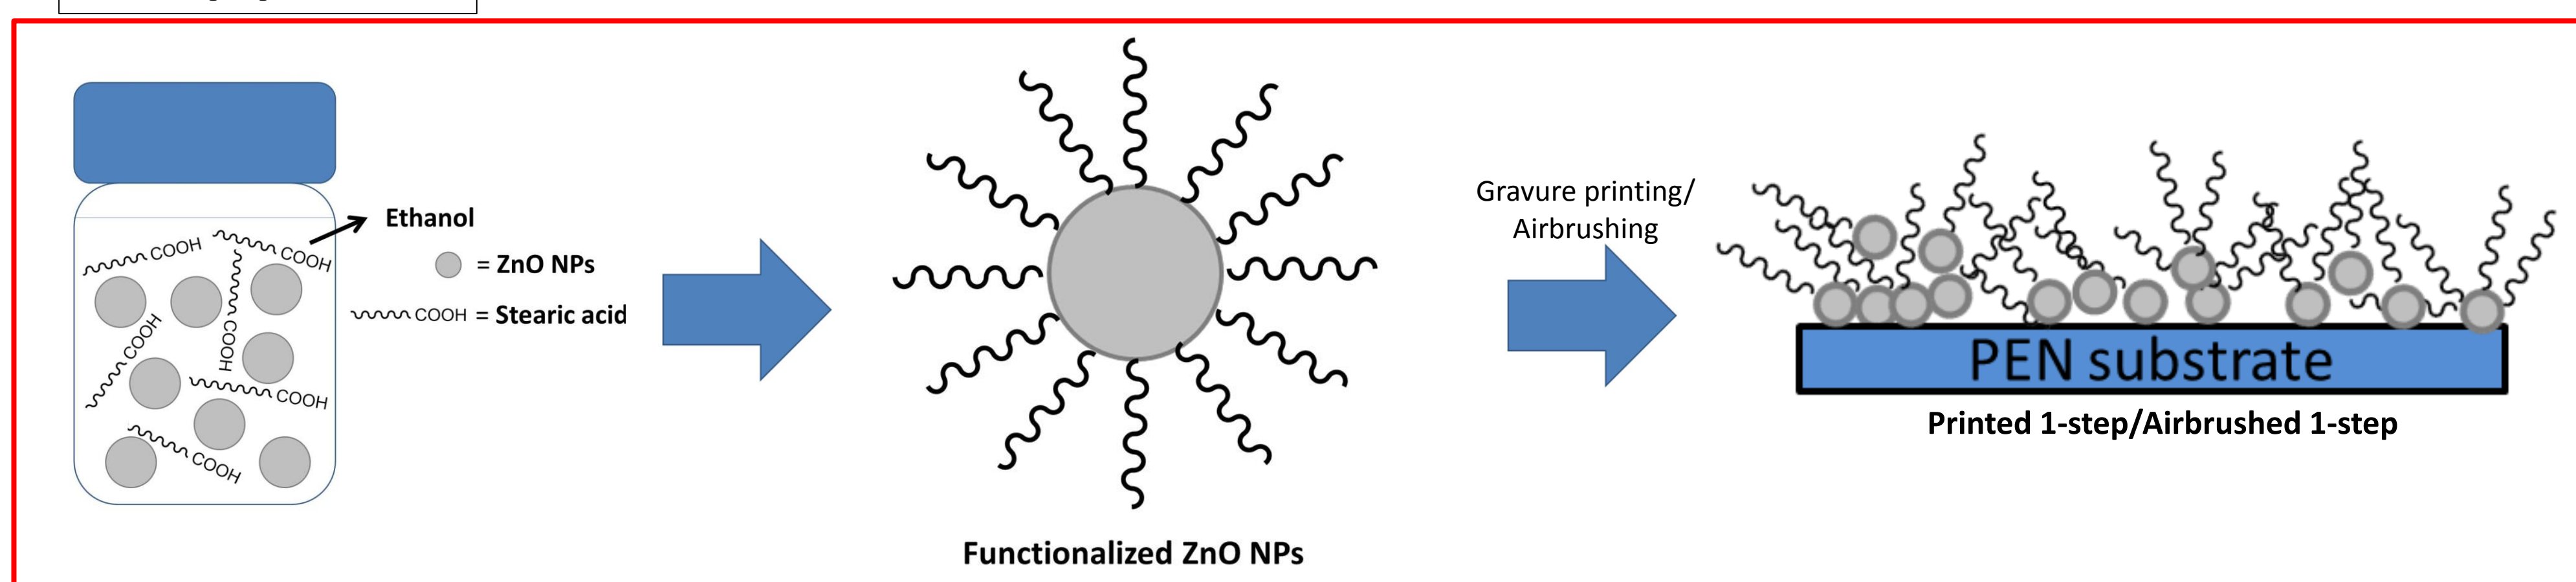 Ethanol
= ZnO NPs
COOH = Stearic acid
COOH
COOH
COOH
COOH
COOH
COOH
Functionalized ZnO NPs
Gravure printing/
Airbrushing
PEN substrate
Printed 1-step/Airbrushed 1-step